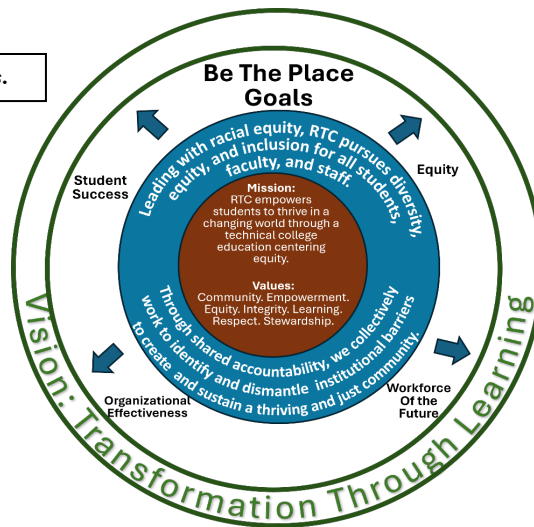 s.
Be The Place
Goals
Leading with racial equity, RTC pursues diversity,
equity, and inclusion for all students,
faculty, and staff.
Student
Success
Equity
Mission:
RTC empowers
students to thrive in a
changing world through a
technical college
education centering
equity.
Values:
Community. Empowerment.
Equity. Integrity. Learning.
Respect. Stewardship.
Through shared accountability, we collectively
work to identify and dismantle institutional barriers
to create and sustain a thriving and just community.
Organizational
Effectiveness
Workforce
Of the
Future
Vision: Transformation Through Learning